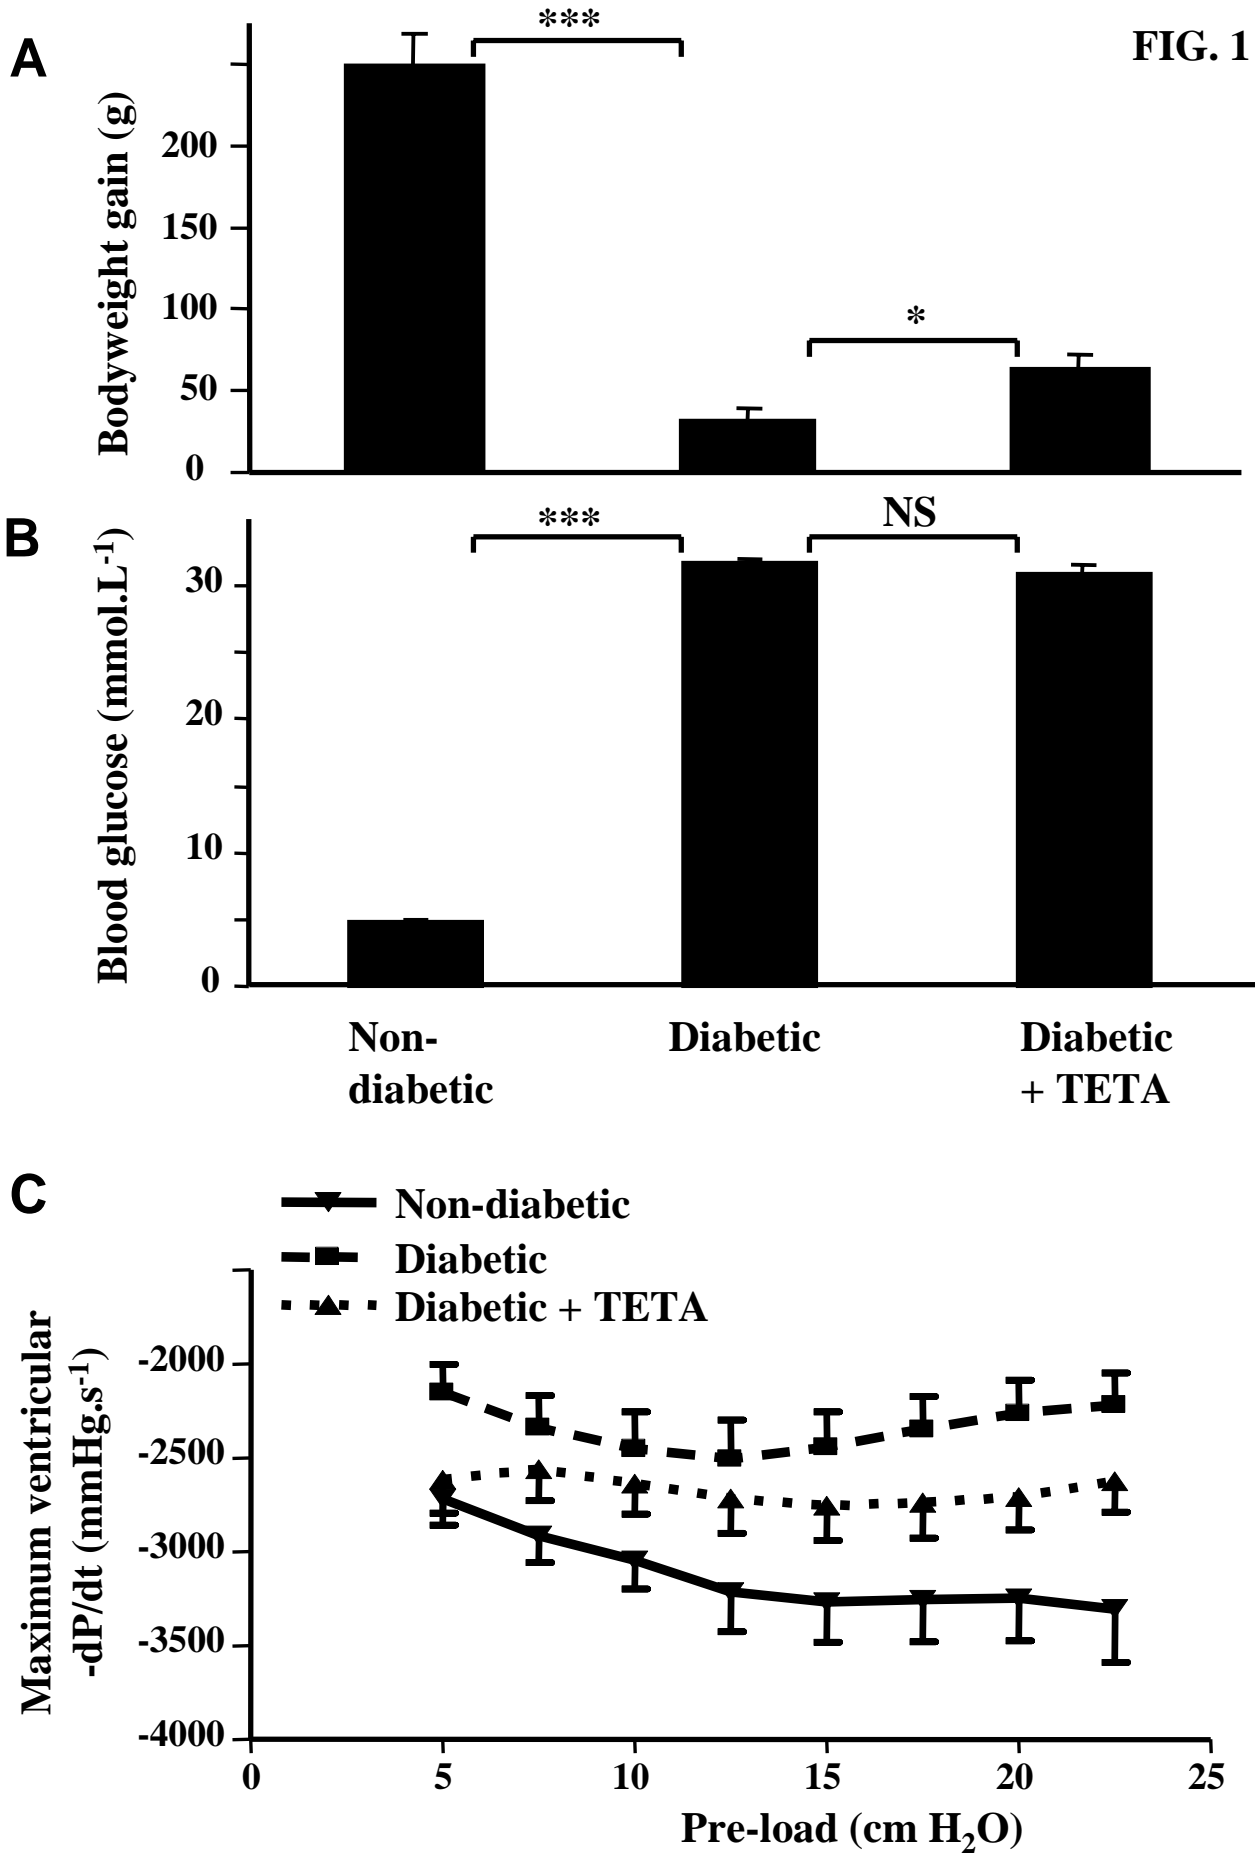 A
FIG. 1
***
*
Bodyweight gain (g)
200
150
100
50
0
B
***
NS
Blood glucose (mmol.L-1)
30
20
10
0
Non-
diabetic
Diabetic
Diabetic
+ TETA
C
Non-diabetic
Diabetic
Diabetic + TETA
Maximum ventricular
-dP/dt (mmHg.s-1)
-2000
-2500
-3000
-3500
-4000
0 5 10 15 20 25
Pre-load (cm H2O)